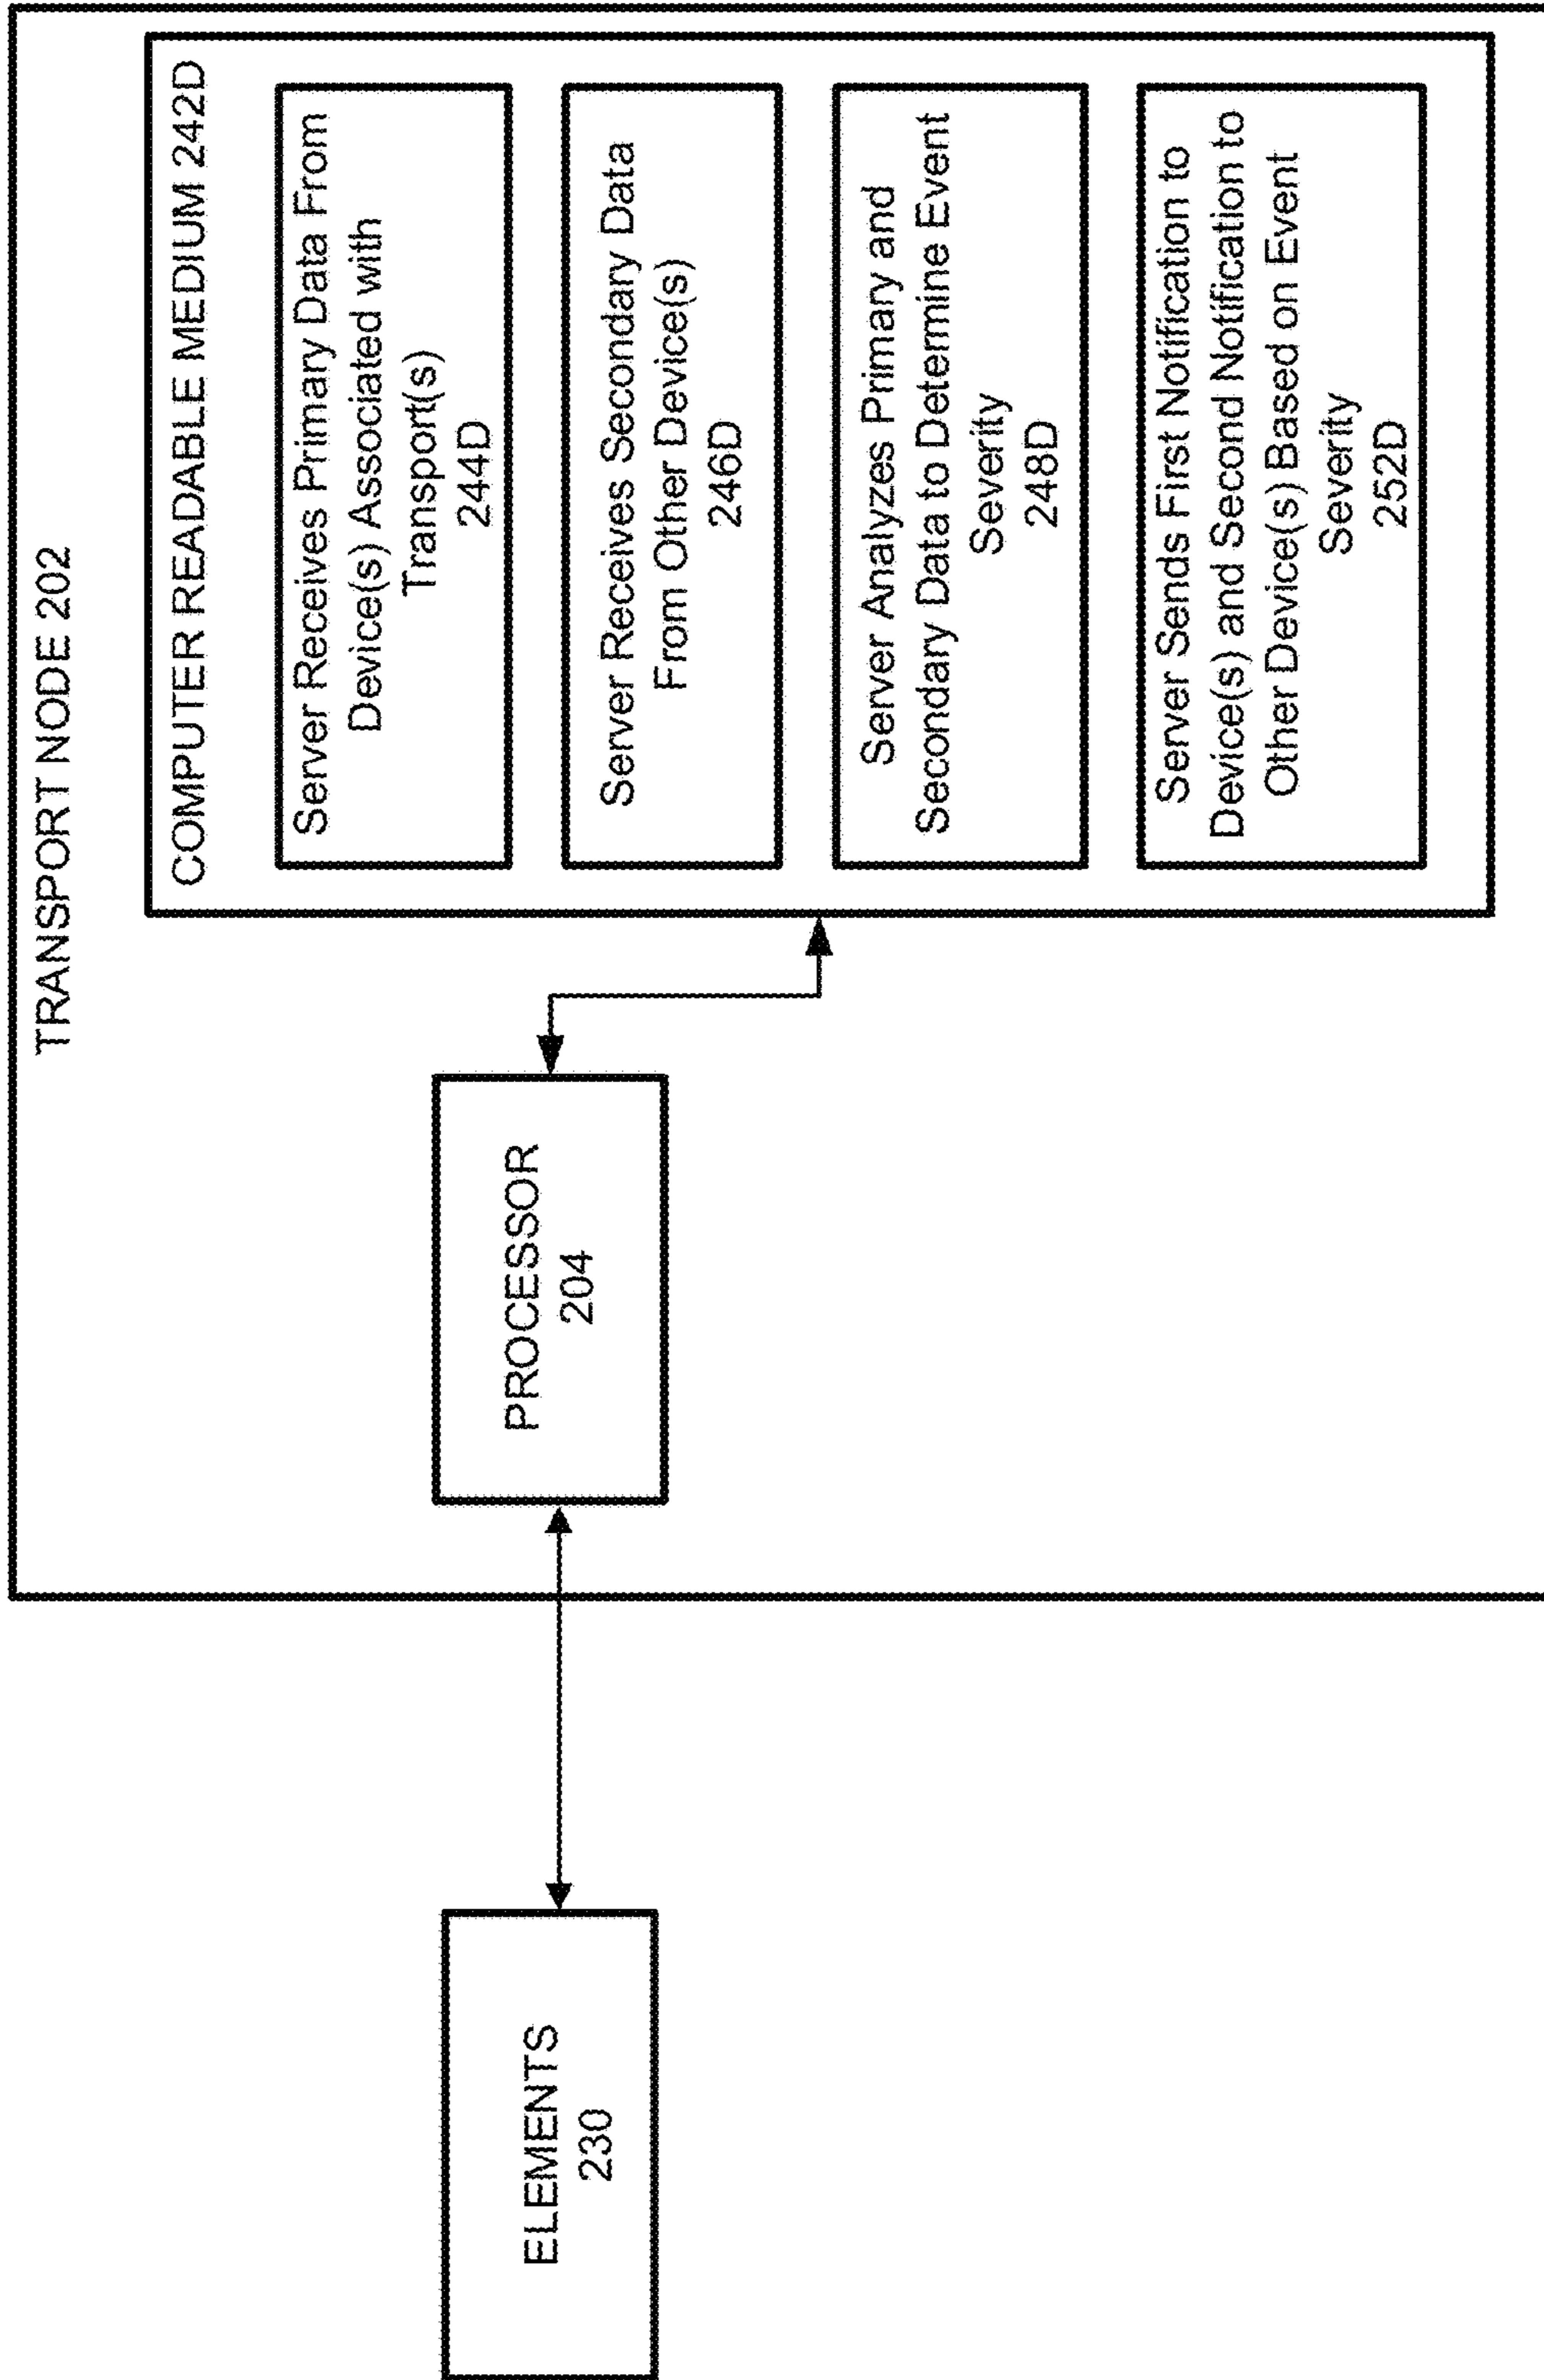 TRANSPORT NODE 202
COMPUTER READABLE MEDIUM 242D
Server Receives Primary Data From
Device(s) Associated with
Transport(s)
244D
Server Receives Secondary Data
From Other Device(s)
246D
Server Analyzes Primary and
Secondary Data to Determine Event
Severity
248D
Server Sends First Notification to
Device(s) and Second Notification to
Other Device(s) Based on Event
Severity
252D
PROCESSOR
204
ELEMENTS
230